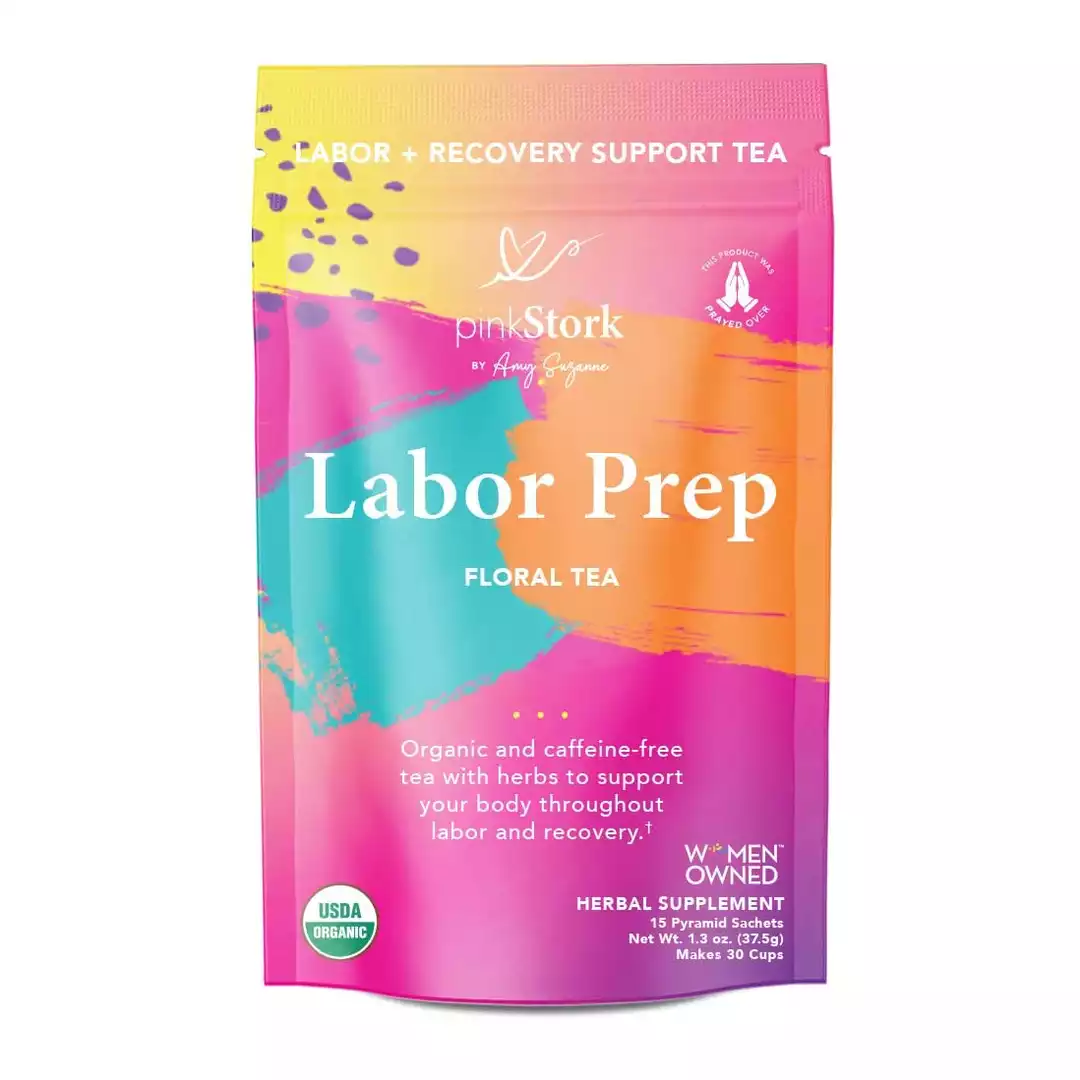 LABOR + RECOVERY SUPPORT TEA
THIS PRODUCT WAS
PRAYED OVER
pinkStork
BY Amy Suzanne
Labor Prep
FLORAL TEA
Organic and caffeine-free
tea with herbs to support
your body throughout
labor and recovery.†
WOMEN™
OWNED
USDA
ORGANIC
HERBAL SUPPLEMENT
15 Pyramid Sachets
Net Wt. 1.3 oz. (37.5g)
Makes 30 Cups